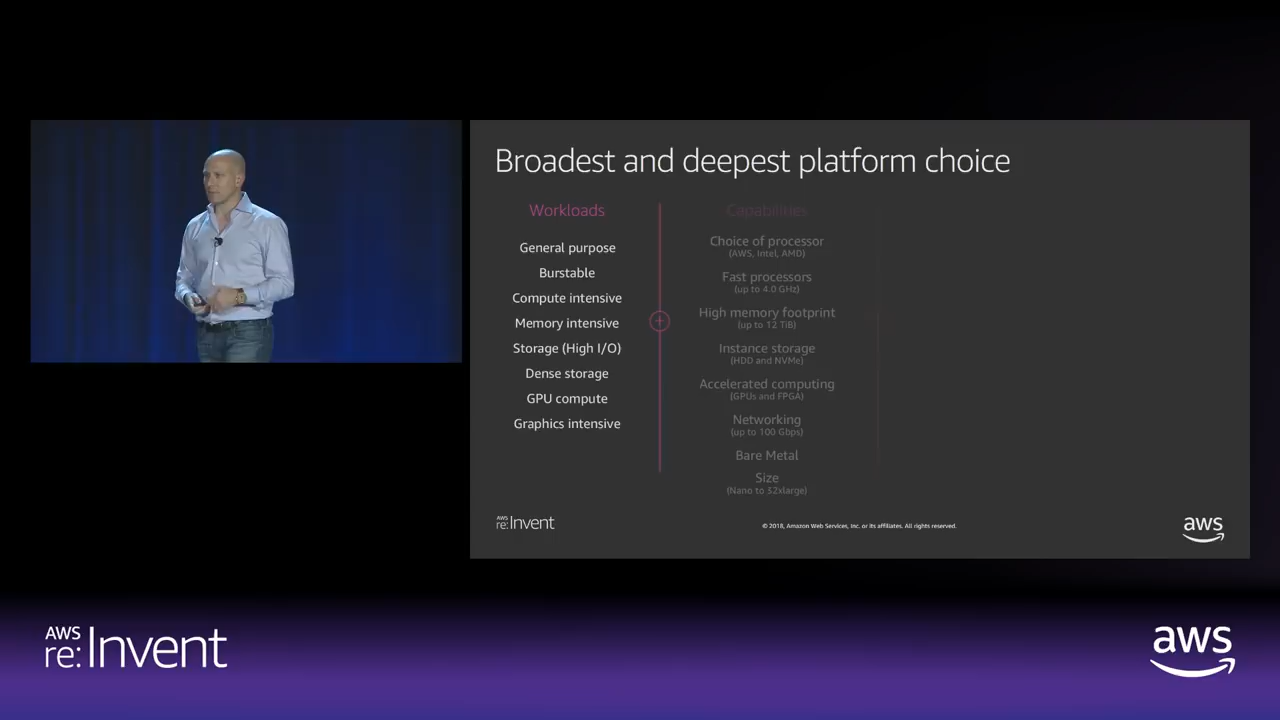 Broadest and deepest platform choice
Workloads
General purpose
Burstable
Compute intensive
Memory intensive
Storage (High I/O)
Dense storage
GPU compute
Graphics intensive
Capabilities
Choice of processor
(AWS, Intel, AMD)
Fast processors
(up to 4.0 GHz)
High memory footprint
(up to 12 TiB)
Instance storage
(HDD and NVMe)
Accelerated computing
(GPUs and FPGA)
Networking
(up to 100 Gbps)
Bare Metal
Size
(Nano to 32xlarge)
AWS
re:Invent
© 2018, Amazon Web Services, Inc. or its affiliates. All rights reserved.
aws
AWS
re:Invent
aws